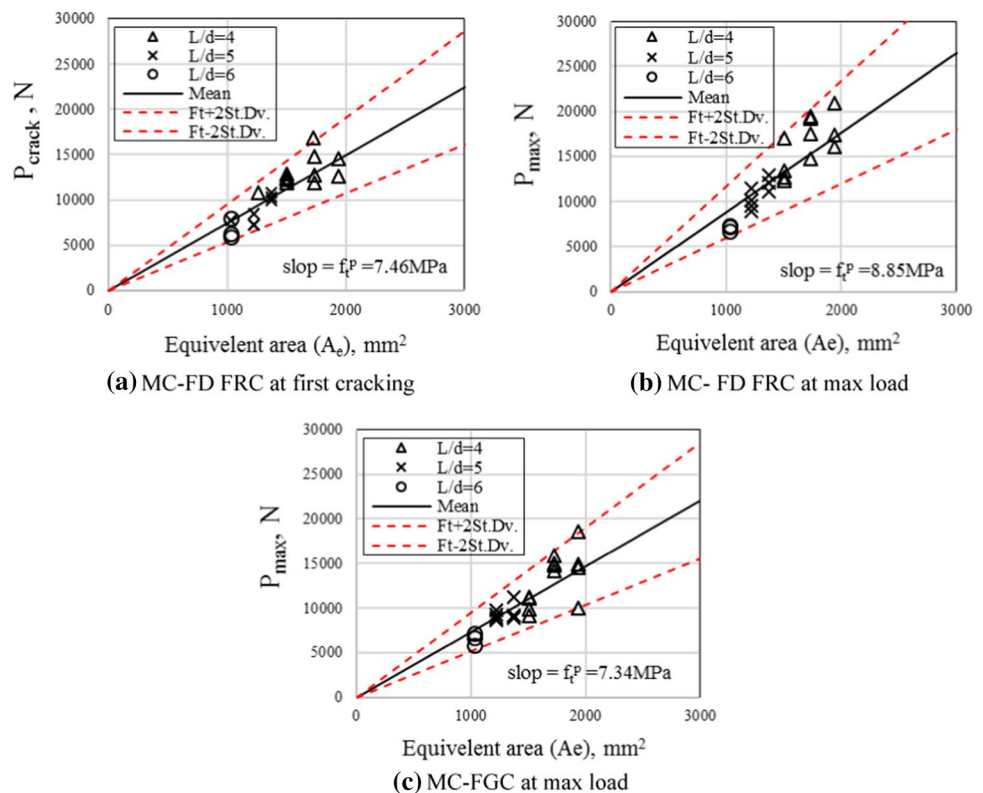 30000
25000
20000
15000
10000
5000
0
P_crack , N
L/d=4
L/d=5
L/d=6
Mean
Ft+2St.Dv.
Ft-2St.Dv.
slop = f_t^p =7.46MPa
0 1000 2000 3000
Equivelent area (A_e), mm²
(a) MC-FD FRC at first cracking
30000
25000
20000
15000
10000
5000
0
P_max, N
L/d=4
L/d=5
L/d=6
Mean
Ft+2St.Dv.
Ft-2St.Dv.
slop = f_t^p =8.85MPa
0 1000 2000 3000
Equivelent area (Ae), mm²
(b) MC- FD FRC at max load
30000
25000
20000
15000
10000
5000
0
P_max, N
L/d=4
L/d=5
L/d=6
Mean
Ft+2St.Dv.
Ft-2St.Dv.
slop = f_t^p =7.34MPa
0 1000 2000 3000
Equivelent area (Ae), mm²
(c) MC-FGC at max load